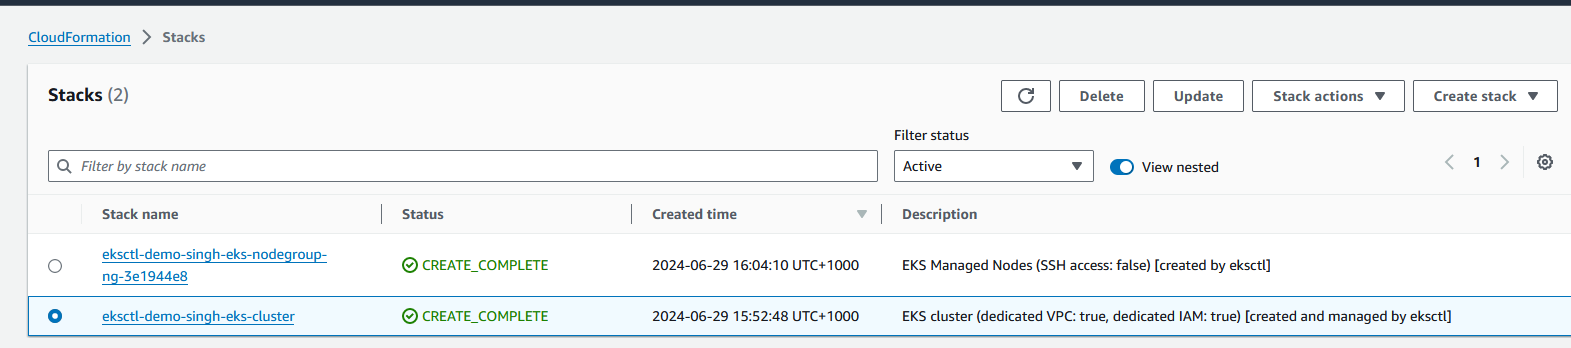 CloudFormation > Stacks
Stacks (2)
Delete
Update
Stack actions
Create stack
Filter status
Filter by stack name
Active
View nested
1
Stack name Status Created time Description
eksctl-demo-singh-eks-nodegroup-
ng-3e1944e8
CREATE_COMPLETE 2024-06-29 16:04:10 UTC+1000 EKS Managed Nodes (SSH access: false) [created by eksctl]
eksctl-demo-singh-eks-cluster CREATE_COMPLETE 2024-06-29 15:52:48 UTC+1000 EKS cluster (dedicated VPC: true, dedicated IAM: true) [created and managed by eksctl]